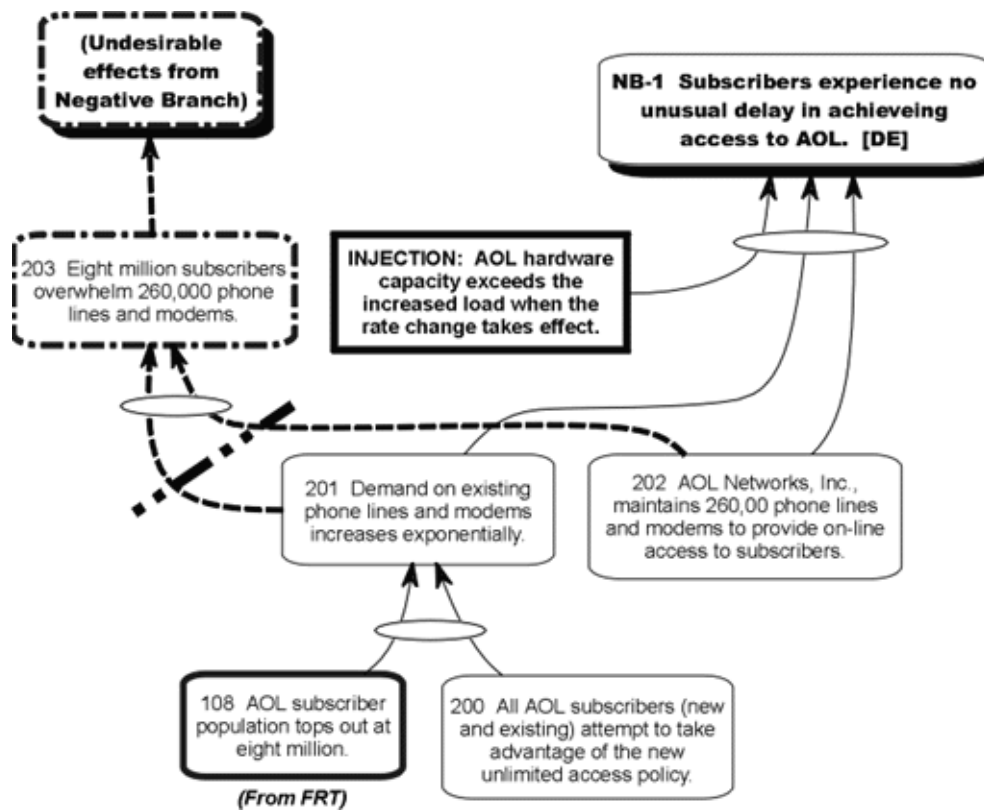 (Undesirable
effects from
Negative Branch)
NB-1 Subscribers experience no
unusual delay in achieveing
access to AOL. [DE]
203 Eight million subscribers
overwhelm 260,000 phone
lines and modems.
INJECTION: AOL hardware
capacity exceeds the
increased load when the
rate change takes effect.
201 Demand on existing
phone lines and modems
increases exponentially.
202 AOL Networks, Inc.,
maintains 260,00 phone lines
and modems to provide on-line
access to subscribers.
108 AOL subscriber
population tops out at
eight million.
(From FRT)
200 All AOL subscribers (new
and existing) attempt to take
advantage of the new
unlimited access policy.